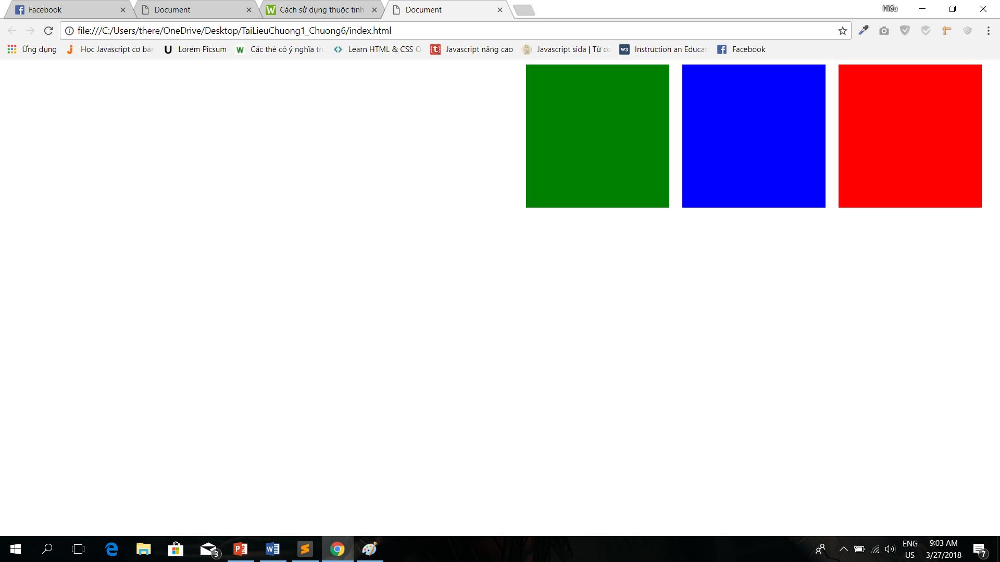 Facebook
Document
Cách sử dụng thuộc tính
Document
Hiếu
file:///C:/Users/there/OneDrive/Desktop/TaiLieuChuong1_Chuong6/index.html
Ứng dụng
Học Javascript cơ bản
Lorem Picsum
Các thẻ có ý nghĩa tro
Learn HTML & CSS O
Javascript nâng cao
Javascript sida | Từ cơ
Instruction an Educat
Facebook
3
ENG
US
9:03 AM
3/27/2018
7